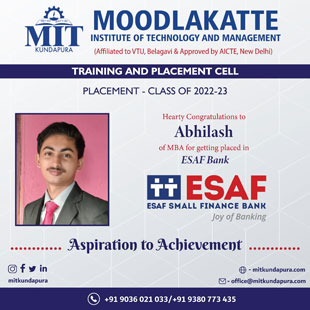 MIT
KUNDAPURA
MOODLAKATTE
INSTITUTE OF TECHNOLOGY AND MANAGEMENT
(Affiliated to VTU, Belagavi & Approved by AICTE, New Delhi)
TRAINING AND PLACEMENT CELL
PLACEMENT - CLASS OF 2022-23
Hearty Congratulations to
Abhilash
of MBA for getting placed in
ESAF Bank
ESAF
ESAF SMALL FINANCE BANK
Joy of Banking
Aspiration to Achievement
mitkundapura
- mitkundapura.com
- office@mitkundapura.com
+91 9036 021 033/+91 9380 773 435